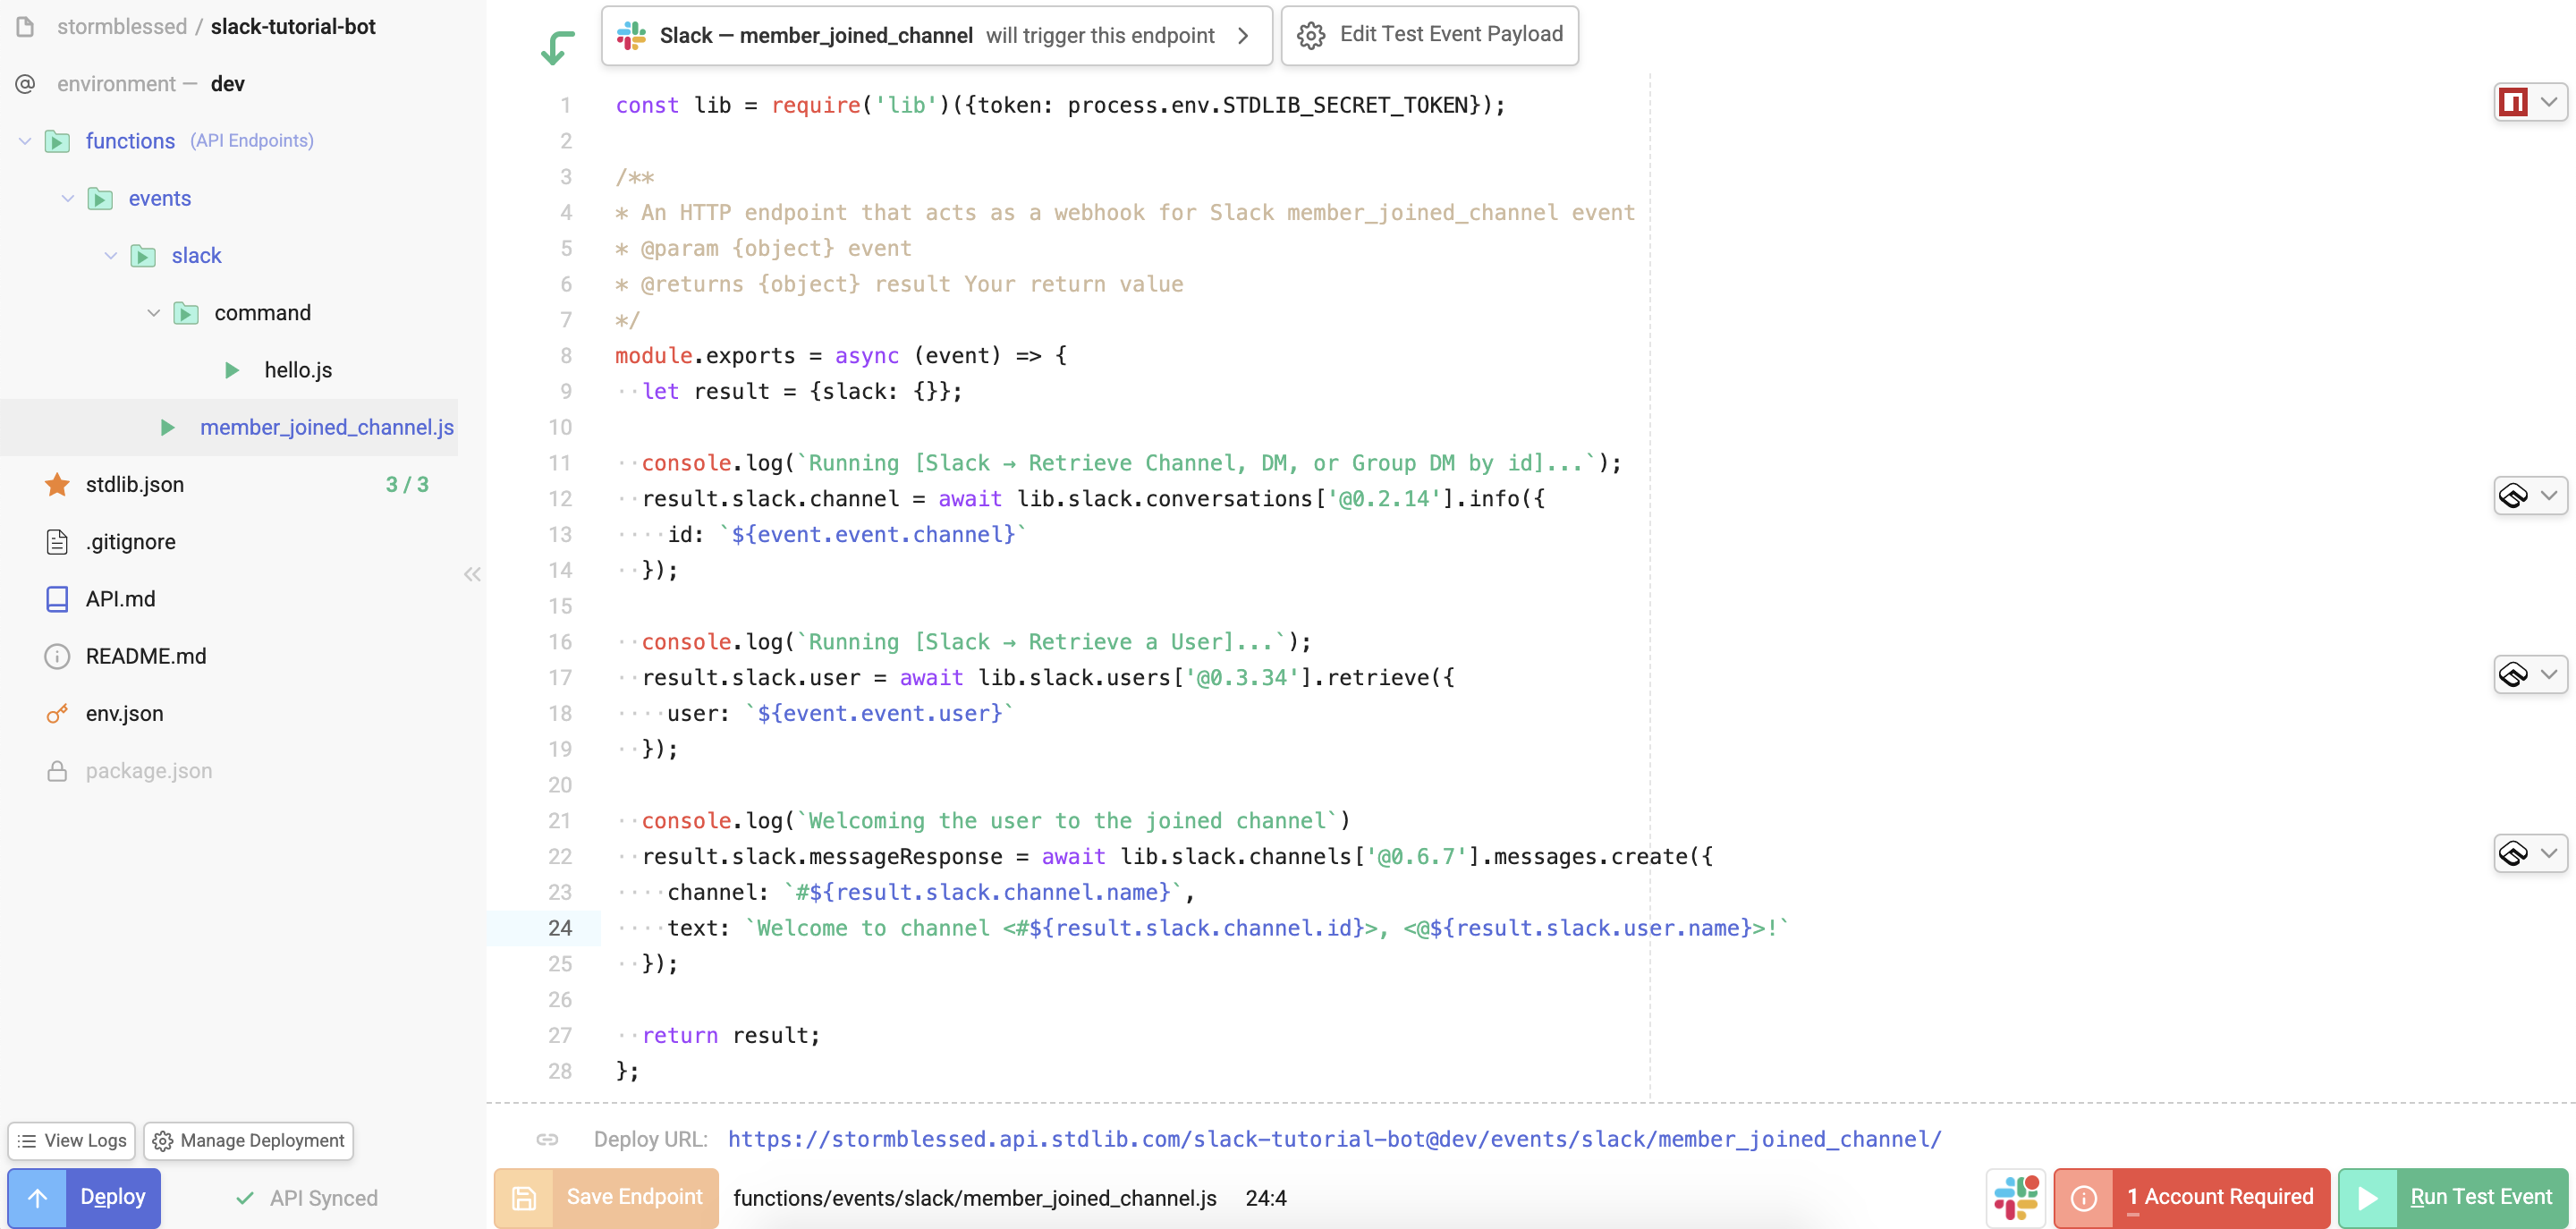 stormblessed / slack-tutorial-bot
environment — dev
functions (API Endpoints)
events
slack
command
hello.js
member_joined_channel.js
stdlib.json 3 / 3
.gitignore
API.md
README.md
env.json
package.json
View Logs Manage Deployment
Deploy API Synced
Slack — member_joined_channel will trigger this endpoint Edit Test Event Payload
1 const lib = require('lib')({token: process.env.STDLIB_SECRET_TOKEN});
2
3 /**
4 * An HTTP endpoint that acts as a webhook for Slack member_joined_channel event
5 * @param {object} event
6 * @returns {object} result Your return value
7 */
8 module.exports = async (event) => {
9 ··let result = {slack: {}};
10
11 ··console.log(`Running [Slack → Retrieve Channel, DM, or Group DM by id]...`);
12 ··result.slack.channel = await lib.slack.conversations['@0.2.14'].info({
13 ····id: `${event.event.channel}`
14 ··});
15
16 ··console.log(`Running [Slack → Retrieve a User]...`);
17 ··result.slack.user = await lib.slack.users['@0.3.34'].retrieve({
18 ····user: `${event.event.user}`
19 ··});
20
21 ··console.log(`Welcoming the user to the joined channel`)
22 ··result.slack.messageResponse = await lib.slack.channels['@0.6.7'].messages.create({
23 ····channel: `#${result.slack.channel.name}`,
24 ····text: `Welcome to channel <#${result.slack.channel.id}>, <@${result.slack.user.name}>!`
25 ··});
26
27 ··return result;
28 };
Deploy URL: https://stormblessed.api.stdlib.com/slack-tutorial-bot@dev/events/slack/member_joined_channel/
Save Endpoint functions/events/slack/member_joined_channel.js 24:4 1 Account Required Run Test Event